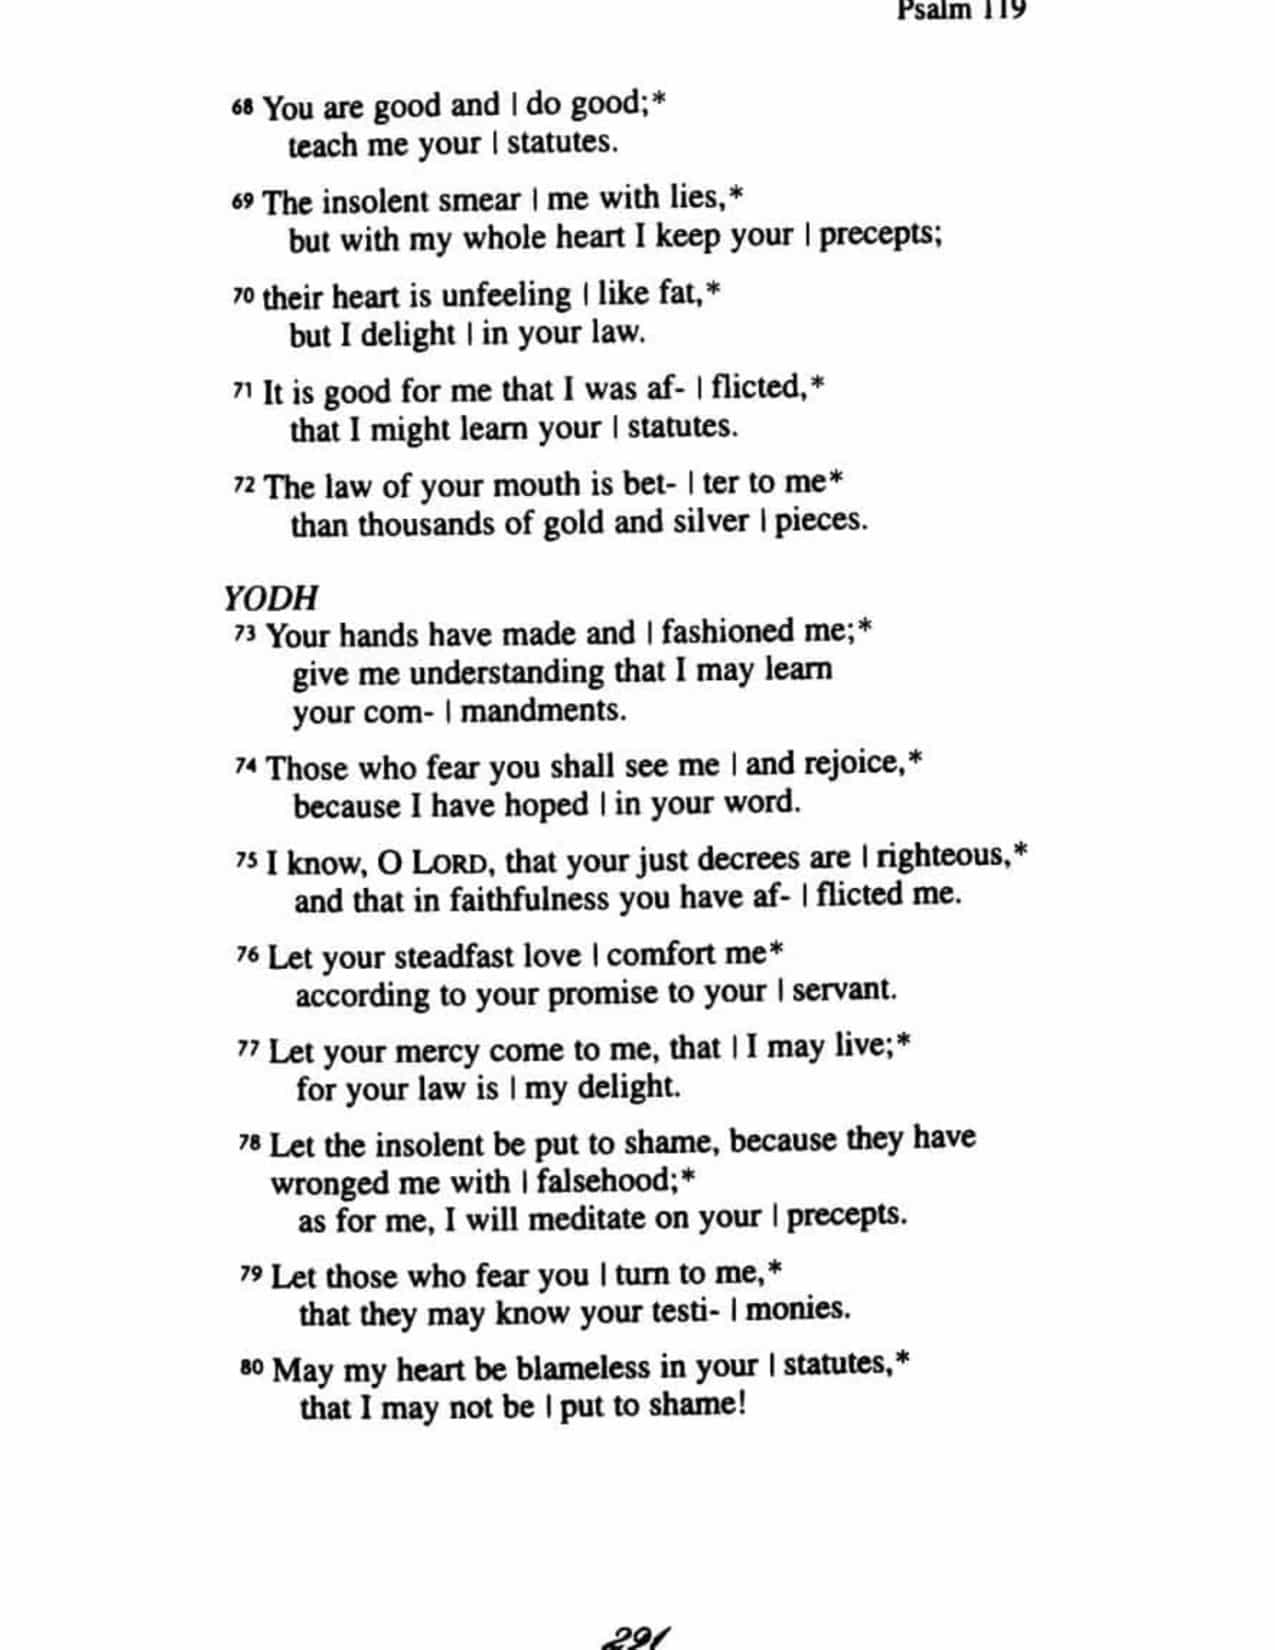 Psalm 119
68 You are good and | do good;*
teach me your | statutes.
69 The insolent smear | me with lies,*
but with my whole heart I keep your | precepts;
70 their heart is unfeeling | like fat,*
but I delight | in your law.
71 It is good for me that I was af- | flicted,*
that I might learn your | statutes.
72 The law of your mouth is bet- | ter to me*
than thousands of gold and silver | pieces.
YODH
73 Your hands have made and | fashioned me;*
give me understanding that I may learn
your com- | mandments.
74 Those who fear you shall see me | and rejoice,*
because I have hoped | in your word.
75 I know, O LORD, that your just decrees are | righteous,*
and that in faithfulness you have af- | flicted me.
76 Let your steadfast love | comfort me*
according to your promise to your | servant.
77 Let your mercy come to me, that | I may live;*
for your law is | my delight.
78 Let the insolent be put to shame, because they have
wronged me with | falsehood;*
as for me, I will meditate on your | precepts.
79 Let those who fear you | turn to me,*
that they may know your testi- | monies.
80 May my heart be blameless in your | statutes,*
that I may not be | put to shame!
291